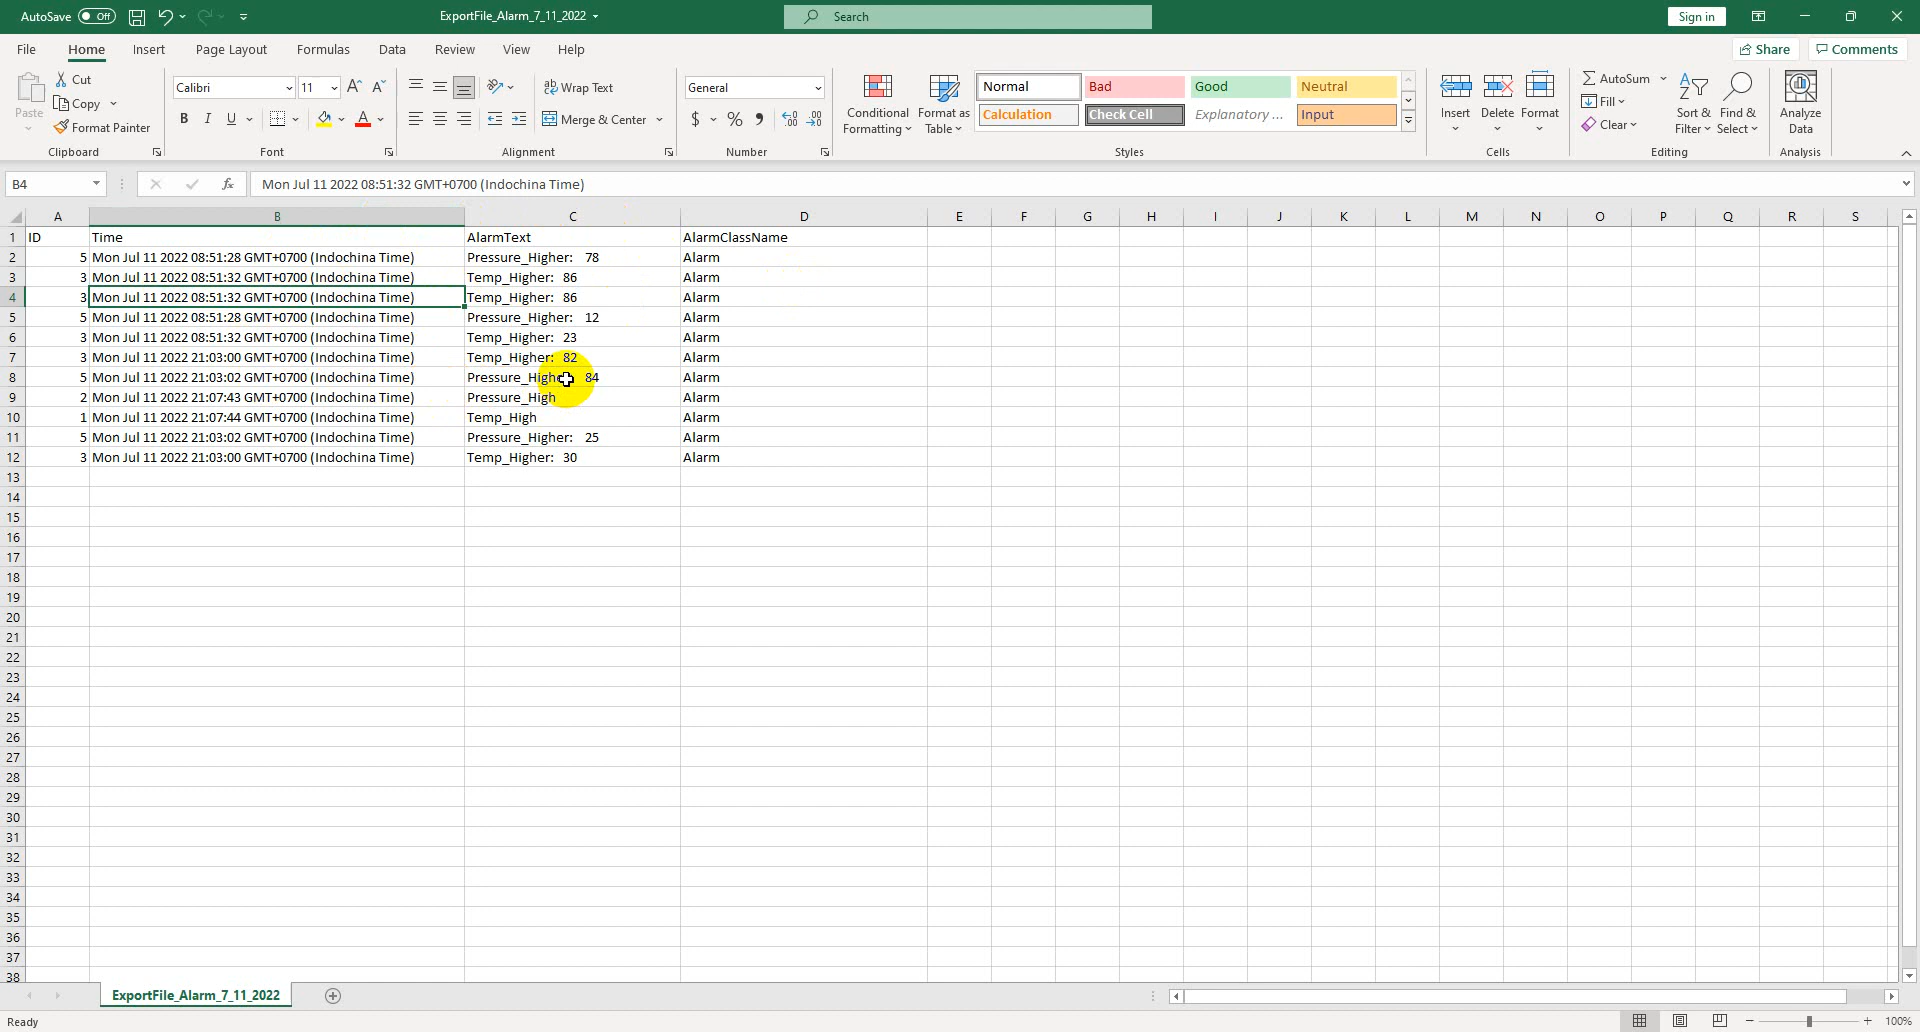 AutoSave Off ExportFile_Alarm_7_11_2022 Search Sign in
File Home Insert Page Layout Formulas Data Review View Help Share Comments
Paste Cut Copy Format Painter Clipboard
Calibri 11 B I U A Font
Wrap Text Merge & Center Alignment
General $ % Number
Conditional Formatting Format as Table
Normal Bad Good Neutral
Calculation Check Cell Explanatory ... Input
Styles
Insert Delete Format Cells
AutoSum Fill Clear Sort & Filter Find & Select Editing
Analyze Data Analysis
B4 fx Mon Jul 11 2022 08:51:32 GMT+0700 (Indochina Time)
A B C D E F G H I J K L M N O P Q R S
1 ID Time AlarmText AlarmClassName
2 5 Mon Jul 11 2022 08:51:28 GMT+0700 (Indochina Time) Pressure_Higher: 78 Alarm
3 3 Mon Jul 11 2022 08:51:32 GMT+0700 (Indochina Time) Temp_Higher: 86 Alarm
4 3 Mon Jul 11 2022 08:51:32 GMT+0700 (Indochina Time) Temp_Higher: 86 Alarm
5 5 Mon Jul 11 2022 08:51:28 GMT+0700 (Indochina Time) Pressure_Higher: 12 Alarm
6 3 Mon Jul 11 2022 08:51:32 GMT+0700 (Indochina Time) Temp_Higher: 23 Alarm
7 3 Mon Jul 11 2022 21:03:00 GMT+0700 (Indochina Time) Temp_Higher: 82 Alarm
8 5 Mon Jul 11 2022 21:03:02 GMT+0700 (Indochina Time) Pressure_Highe 84 Alarm
9 2 Mon Jul 11 2022 21:07:43 GMT+0700 (Indochina Time) Pressure_High Alarm
10 1 Mon Jul 11 2022 21:07:44 GMT+0700 (Indochina Time) Temp_High Alarm
11 5 Mon Jul 11 2022 21:03:02 GMT+0700 (Indochina Time) Pressure_Higher: 25 Alarm
12 3 Mon Jul 11 2022 21:03:00 GMT+0700 (Indochina Time) Temp_Higher: 30 Alarm
13
14
15
16
17
18
19
20
21
22
23
24
25
26
27
28
29
30
31
32
33
34
35
36
37
38
ExportFile_Alarm_7_11_2022
Ready 100%